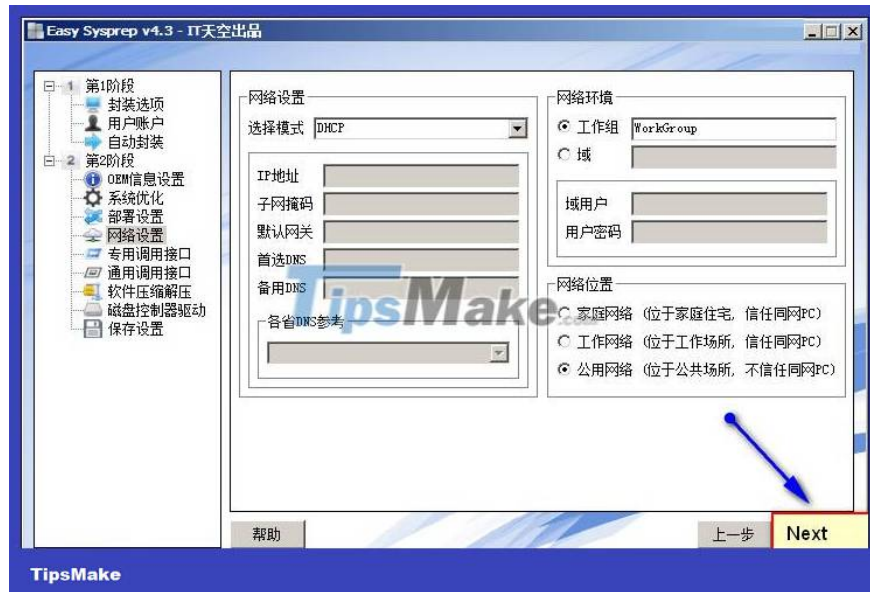 Easy Sysprep v4.3 - IT天空出品
1 第1阶段
封装选项
用户账户
自动封装
2 第2阶段
OEM信息设置
系统优化
部署设置
网络设置
专用调用接口
通用调用接口
软件压缩解压
磁盘控制器驱动
保存设置
网络设置
选择模式 DHCP
IP地址
子网掩码
默认网关
首选DNS
备用DNS
各省DNS参考
网络环境
工作组 WorkGroup
域
域用户
用户密码
网络位置
家庭网络 (位于家庭住宅, 信任同网PC)
工作网络 (位于工作场所, 信任同网PC)
公用网络 (位于公共场所, 不信任同网PC)
TipsMake.com
帮助
上一步
Next
TipsMake